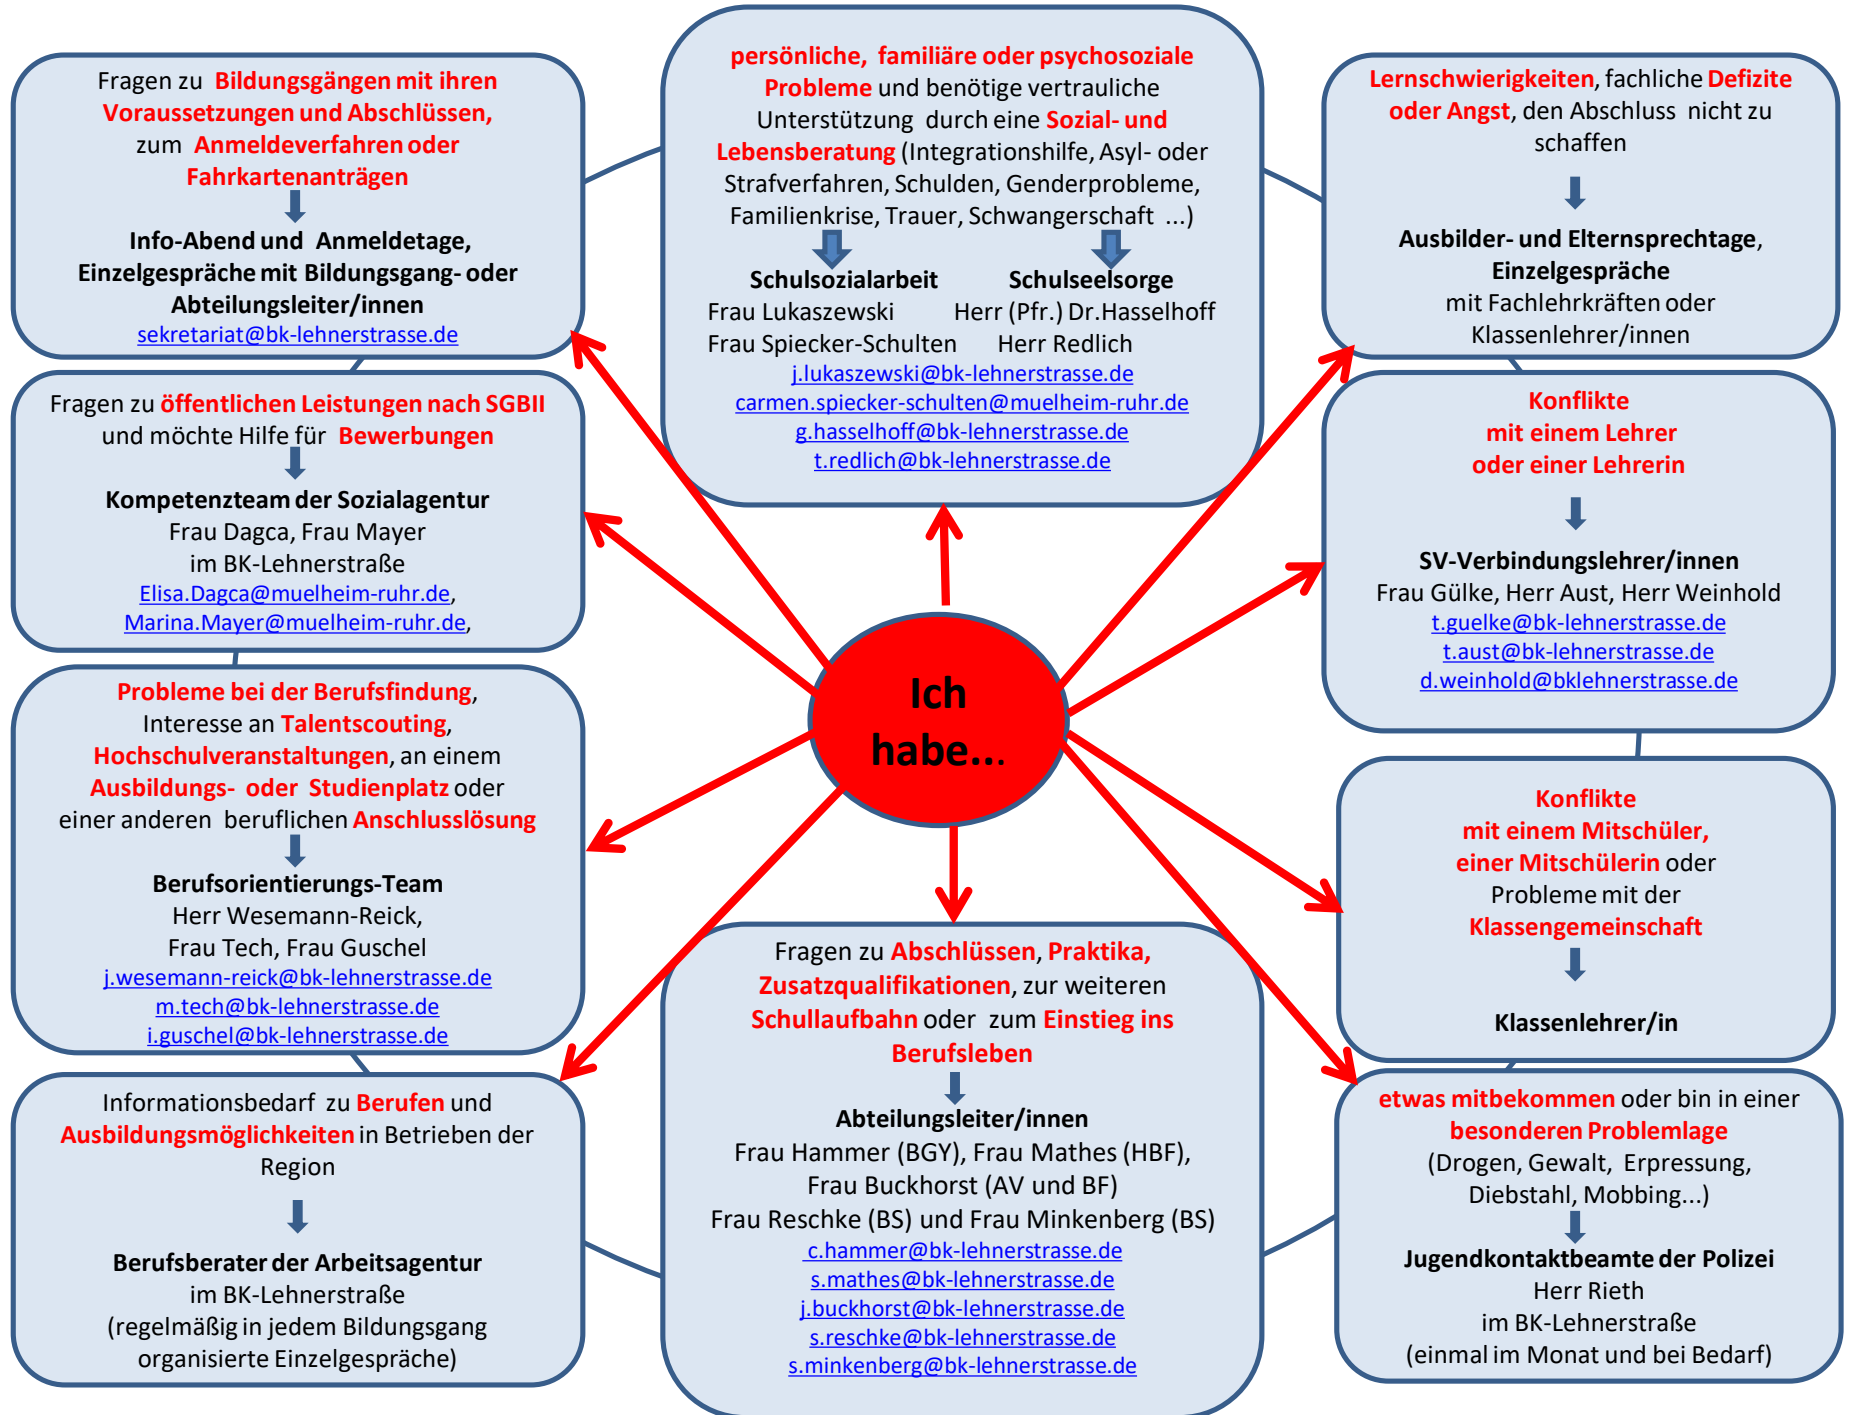 Fragen zu Bildungsgängen mit ihren
Voraussetzungen und Abschlüssen,
zum Anmeldeverfahren oder
Fahrkartenanträgen
Info-Abend und Anmeldetage,
Einzelgespräche mit Bildungsgang- oder
Abteilungsleiter/innen
sekretariat@bk-lehnerstrasse.de
persönliche, familiäre oder psychosoziale
Probleme und benötige vertrauliche
Unterstützung durch eine Sozial- und
Lebensberatung (Integrationshilfe, Asyl- oder
Strafverfahren, Schulden, Genderprobleme,
Familienkrise, Trauer, Schwangerschaft ...)
Schulsozialarbeit Schulseelsorge
Frau Lukaszewski Herr (Pfr.) Dr.Hasselhoff
Frau Spiecker-Schulten Herr Redlich
j.lukaszewski@bk-lehnerstrasse.de
carmen.spiecker-schulten@muelheim-ruhr.de
g.hasselhoff@bk-lehnerstrasse.de
t.redlich@bk-lehnerstrasse.de
Lernschwierigkeiten, fachliche Defizite
oder Angst, den Abschluss nicht zu
schaffen
Ausbilder- und Elternsprechtage,
Einzelgespräche
mit Fachlehrkräften oder
Klassenlehrer/innen
Fragen zu öffentlichen Leistungen nach SGBII
und möchte Hilfe für Bewerbungen
Kompetenzteam der Sozialagentur
Frau Dagca, Frau Mayer
im BK-Lehnerstraße
Elisa.Dagca@muelheim-ruhr.de,
Marina.Mayer@muelheim-ruhr.de,
Konflikte
mit einem Lehrer
oder einer Lehrerin
SV-Verbindungslehrer/innen
Frau Gülke, Herr Aust, Herr Weinhold
t.guelke@bk-lehnerstrasse.de
t.aust@bk-lehnerstrasse.de
d.weinhold@bklehnerstrasse.de
Ich
habe...
Probleme bei der Berufsfindung,
Interesse an Talentscouting,
Hochschulveranstaltungen, an einem
Ausbildungs- oder Studienplatz oder
einer anderen beruflichen Anschlusslösung
Berufsorientierungs-Team
Herr Wesemann-Reick,
Frau Tech, Frau Guschel
j.wesemann-reick@bk-lehnerstrasse.de
m.tech@bk-lehnerstrasse.de
i.guschel@bk-lehnerstrasse.de
Konflikte
mit einem Mitschüler,
einer Mitschülerin oder
Probleme mit der
Klassengemeinschaft
Klassenlehrer/in
Informationsbedarf zu Berufen und
Ausbildungsmöglichkeiten in Betrieben der
Region
Berufsberater der Arbeitsagentur
im BK-Lehnerstraße
(regelmäßig in jedem Bildungsgang
organisierte Einzelgespräche)
Fragen zu Abschlüssen, Praktika,
Zusatzqualifikationen, zur weiteren
Schullaufbahn oder zum Einstieg ins
Berufsleben
Abteilungsleiter/innen
Frau Hammer (BGY), Frau Mathes (HBF),
Frau Buckhorst (AV und BF)
Frau Reschke (BS) und Frau Minkenberg (BS)
c.hammer@bk-lehnerstrasse.de
s.mathes@bk-lehnerstrasse.de
j.buckhorst@bk-lehnerstrasse.de
s.reschke@bk-lehnerstrasse.de
s.minkenberg@bk-lehnerstrasse.de
etwas mitbekommen oder bin in einer
besonderen Problemlage
(Drogen, Gewalt, Erpressung,
Diebstahl, Mobbing...)
Jugendkontaktbeamte der Polizei
Herr Rieth
im BK-Lehnerstraße
(einmal im Monat und bei Bedarf)